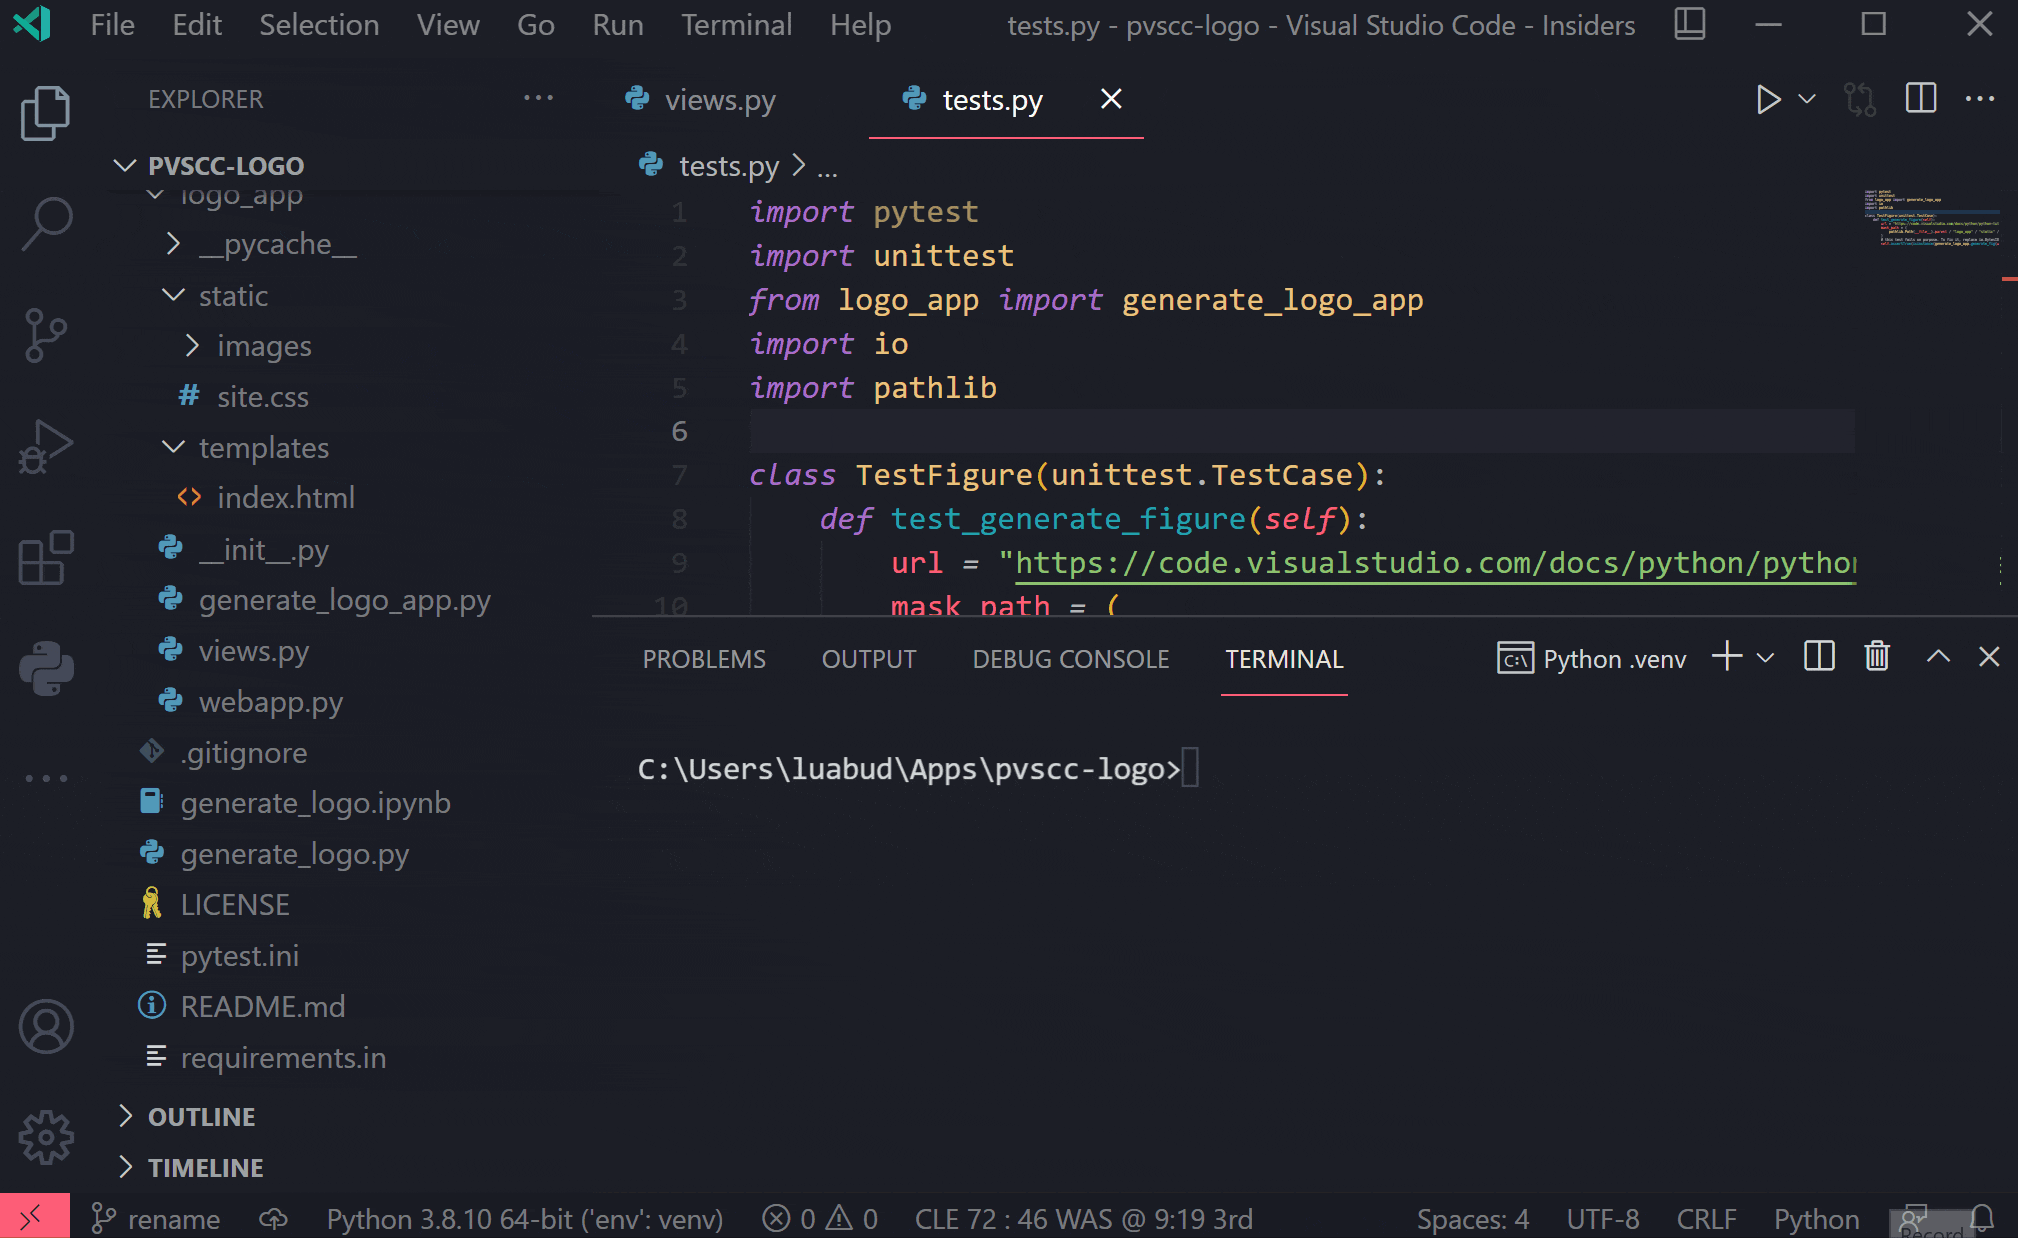 File Edit Selection View Go Run Terminal Help tests.py - pvscc-logo - Visual Studio Code - Insiders
EXPLORER ...
PVSCC-LOGO
logo_app
__pycache__
static
images
# site.css
templates
<> index.html
__init__.py
generate_logo_app.py
views.py
webapp.py
.gitignore
generate_logo.ipynb
generate_logo.py
LICENSE
pytest.ini
README.md
requirements.in
OUTLINE
TIMELINE
views.py tests.py
tests.py > ...
1 import pytest
2 import unittest
3 from logo_app import generate_logo_app
4 import io
5 import pathlib
6
7 class TestFigure(unittest.TestCase):
8 def test_generate_figure(self):
9 url = "https://code.visualstudio.com/docs/python/python
10 mask_path = (
PROBLEMS OUTPUT DEBUG CONSOLE TERMINAL Python .venv
C:\Users\luabud\Apps\pvscc-logo>
rename Python 3.8.10 64-bit ('env': venv) 0 0 CLE 72 : 46 WAS @ 9:19 3rd Spaces: 4 UTF-8 CRLF Python
Record